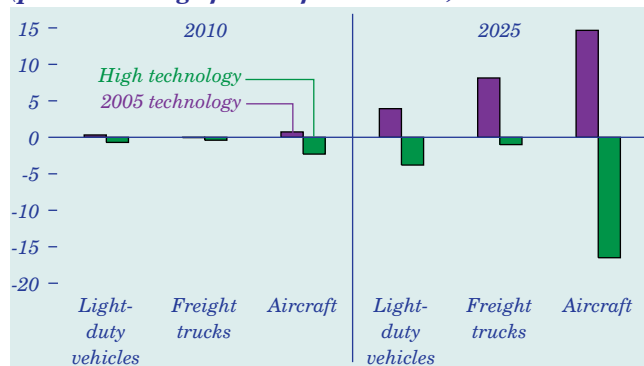 15
10
5
0
-5
-10
-15
-20
2010
2025
High technology
2005 technology
Light-
duty
vehicles
Freight
trucks
Aircraft
Light-
duty
vehicles
Freight
trucks
Aircraft